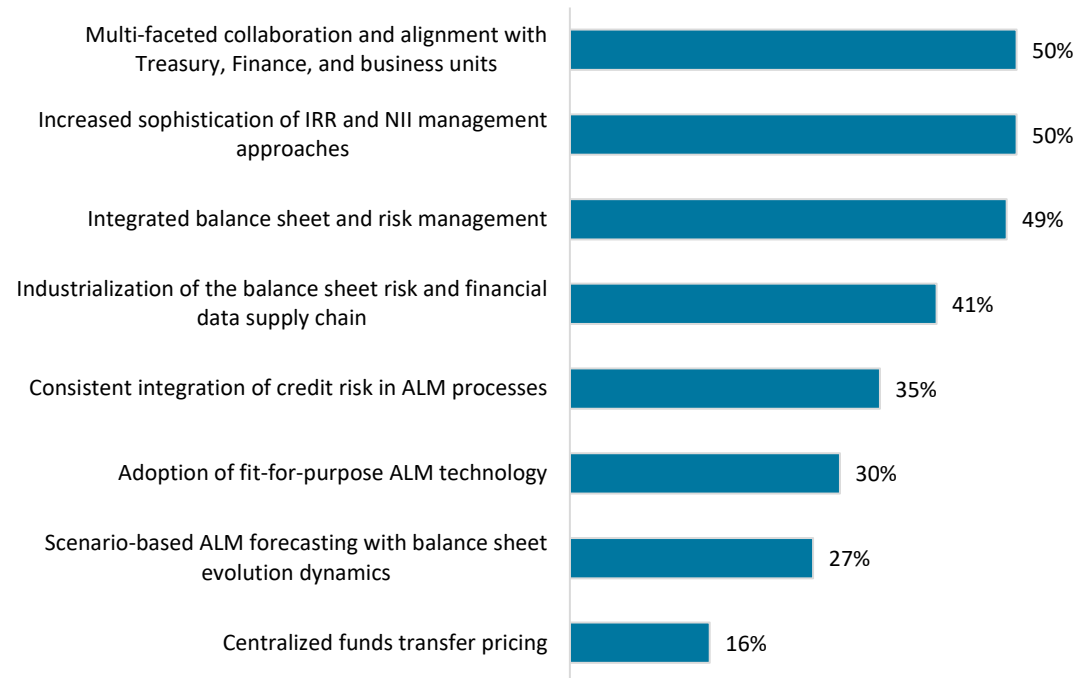 Multi-faceted collaboration and alignment with
Treasury, Finance, and business units
50%
Increased sophistication of IRR and NII management
approaches
50%
Integrated balance sheet and risk management
49%
Industrialization of the balance sheet risk and financial
data supply chain
41%
Consistent integration of credit risk in ALM processes
35%
Adoption of fit-for-purpose ALM technology
30%
Scenario-based ALM forecasting with balance sheet
evolution dynamics
27%
Centralized funds transfer pricing
16%